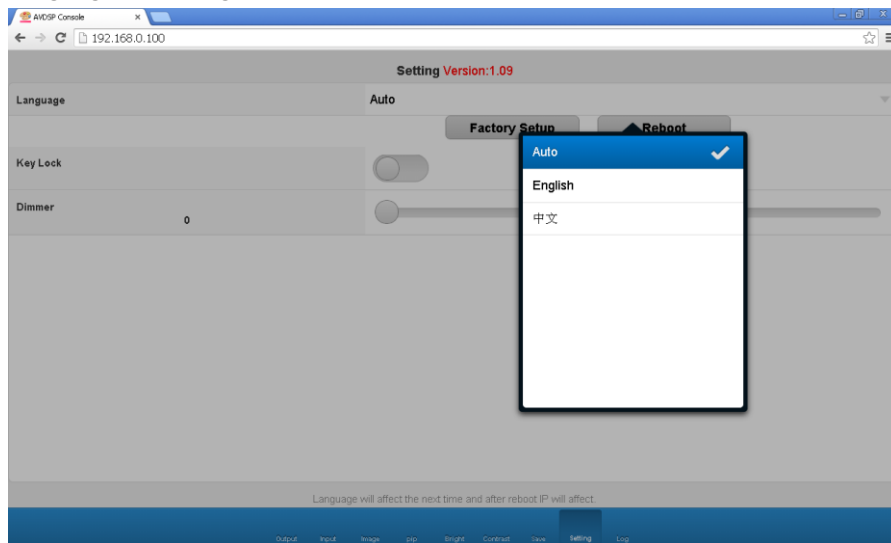 AVDSP Console
192.168.0.100
Setting Version:1.09
Language
Auto
Factory Setup
Reboot
Auto
English
中文
Key Lock
Dimmer
0
Language will affect the next time and after reboot IP will affect.
Output Input Image pip Bright Contrast Save Setting Log